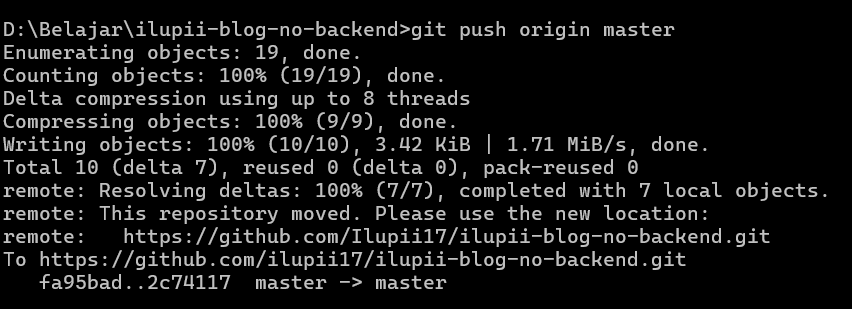 D:\Belajar\ilupii-blog-no-backend>git push origin master
Enumerating objects: 19, done.
Counting objects: 100% (19/19), done.
Delta compression using up to 8 threads
Compressing objects: 100% (9/9), done.
Writing objects: 100% (10/10), 3.42 KiB | 1.71 MiB/s, done.
Total 10 (delta 7), reused 0 (delta 0), pack-reused 0
remote: Resolving deltas: 100% (7/7), completed with 7 local objects.
remote: This repository moved. Please use the new location:
remote:   https://github.com/Ilupii17/ilupii-blog-no-backend.git
To https://github.com/ilupii17/ilupii-blog-no-backend.git
   fa95bad..2c74117  master -> master